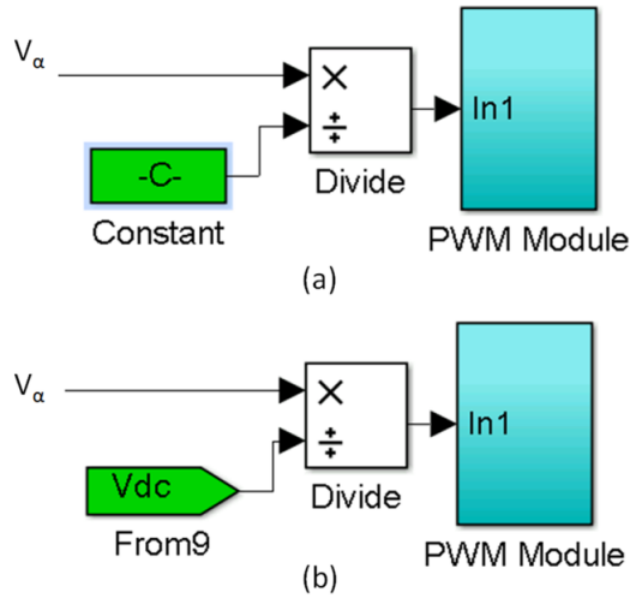 Vα
×
÷
In1
-C-
Divide
Constant
PWM Module
(a)
Vα
×
÷
In1
Vdc
Divide
From9
PWM Module
(b)